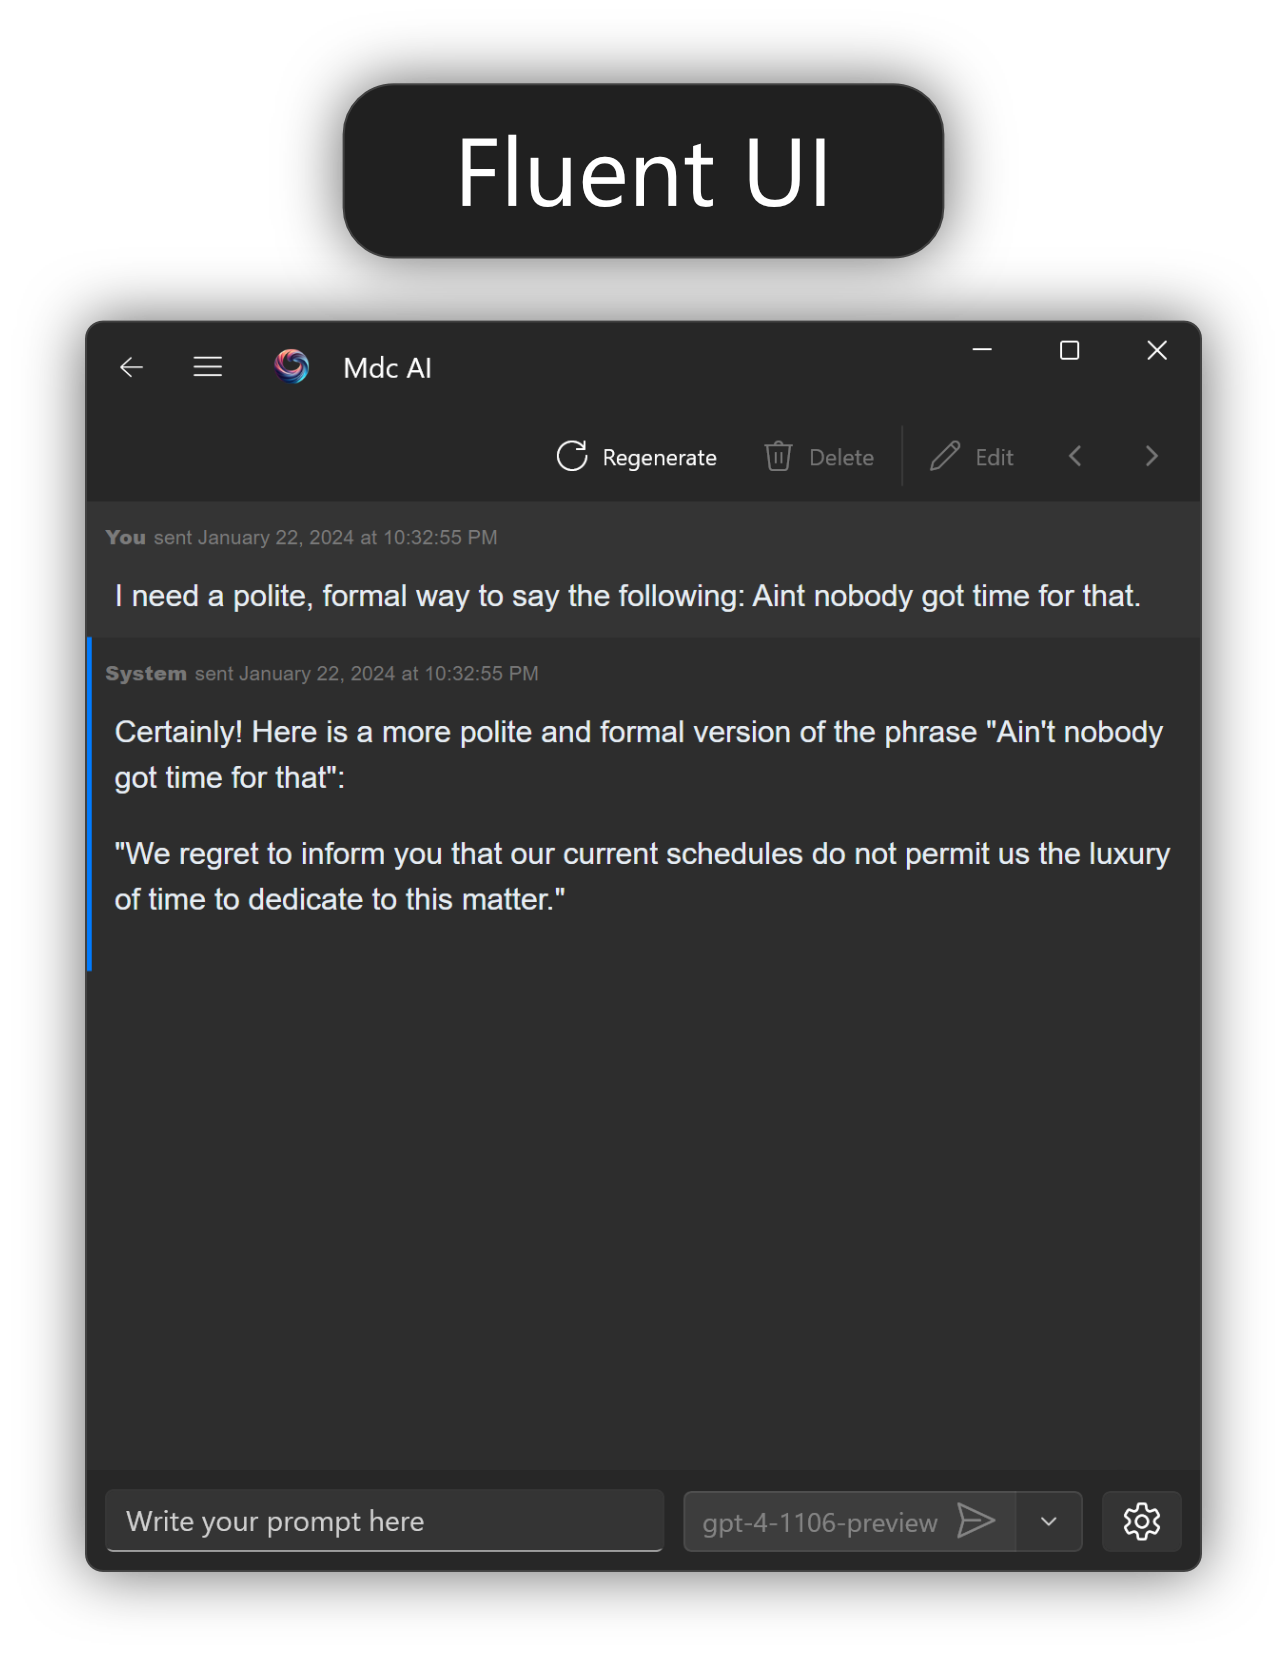 Fluent UI
Mdc AI
Regenerate Delete Edit
You sent January 22, 2024 at 10:32:55 PM
I need a polite, formal way to say the following: Aint nobody got time for that.
System sent January 22, 2024 at 10:32:55 PM
Certainly! Here is a more polite and formal version of the phrase "Ain't nobody
got time for that":
"We regret to inform you that our current schedules do not permit us the luxury
of time to dedicate to this matter."
Write your prompt here gpt-4-1106-preview